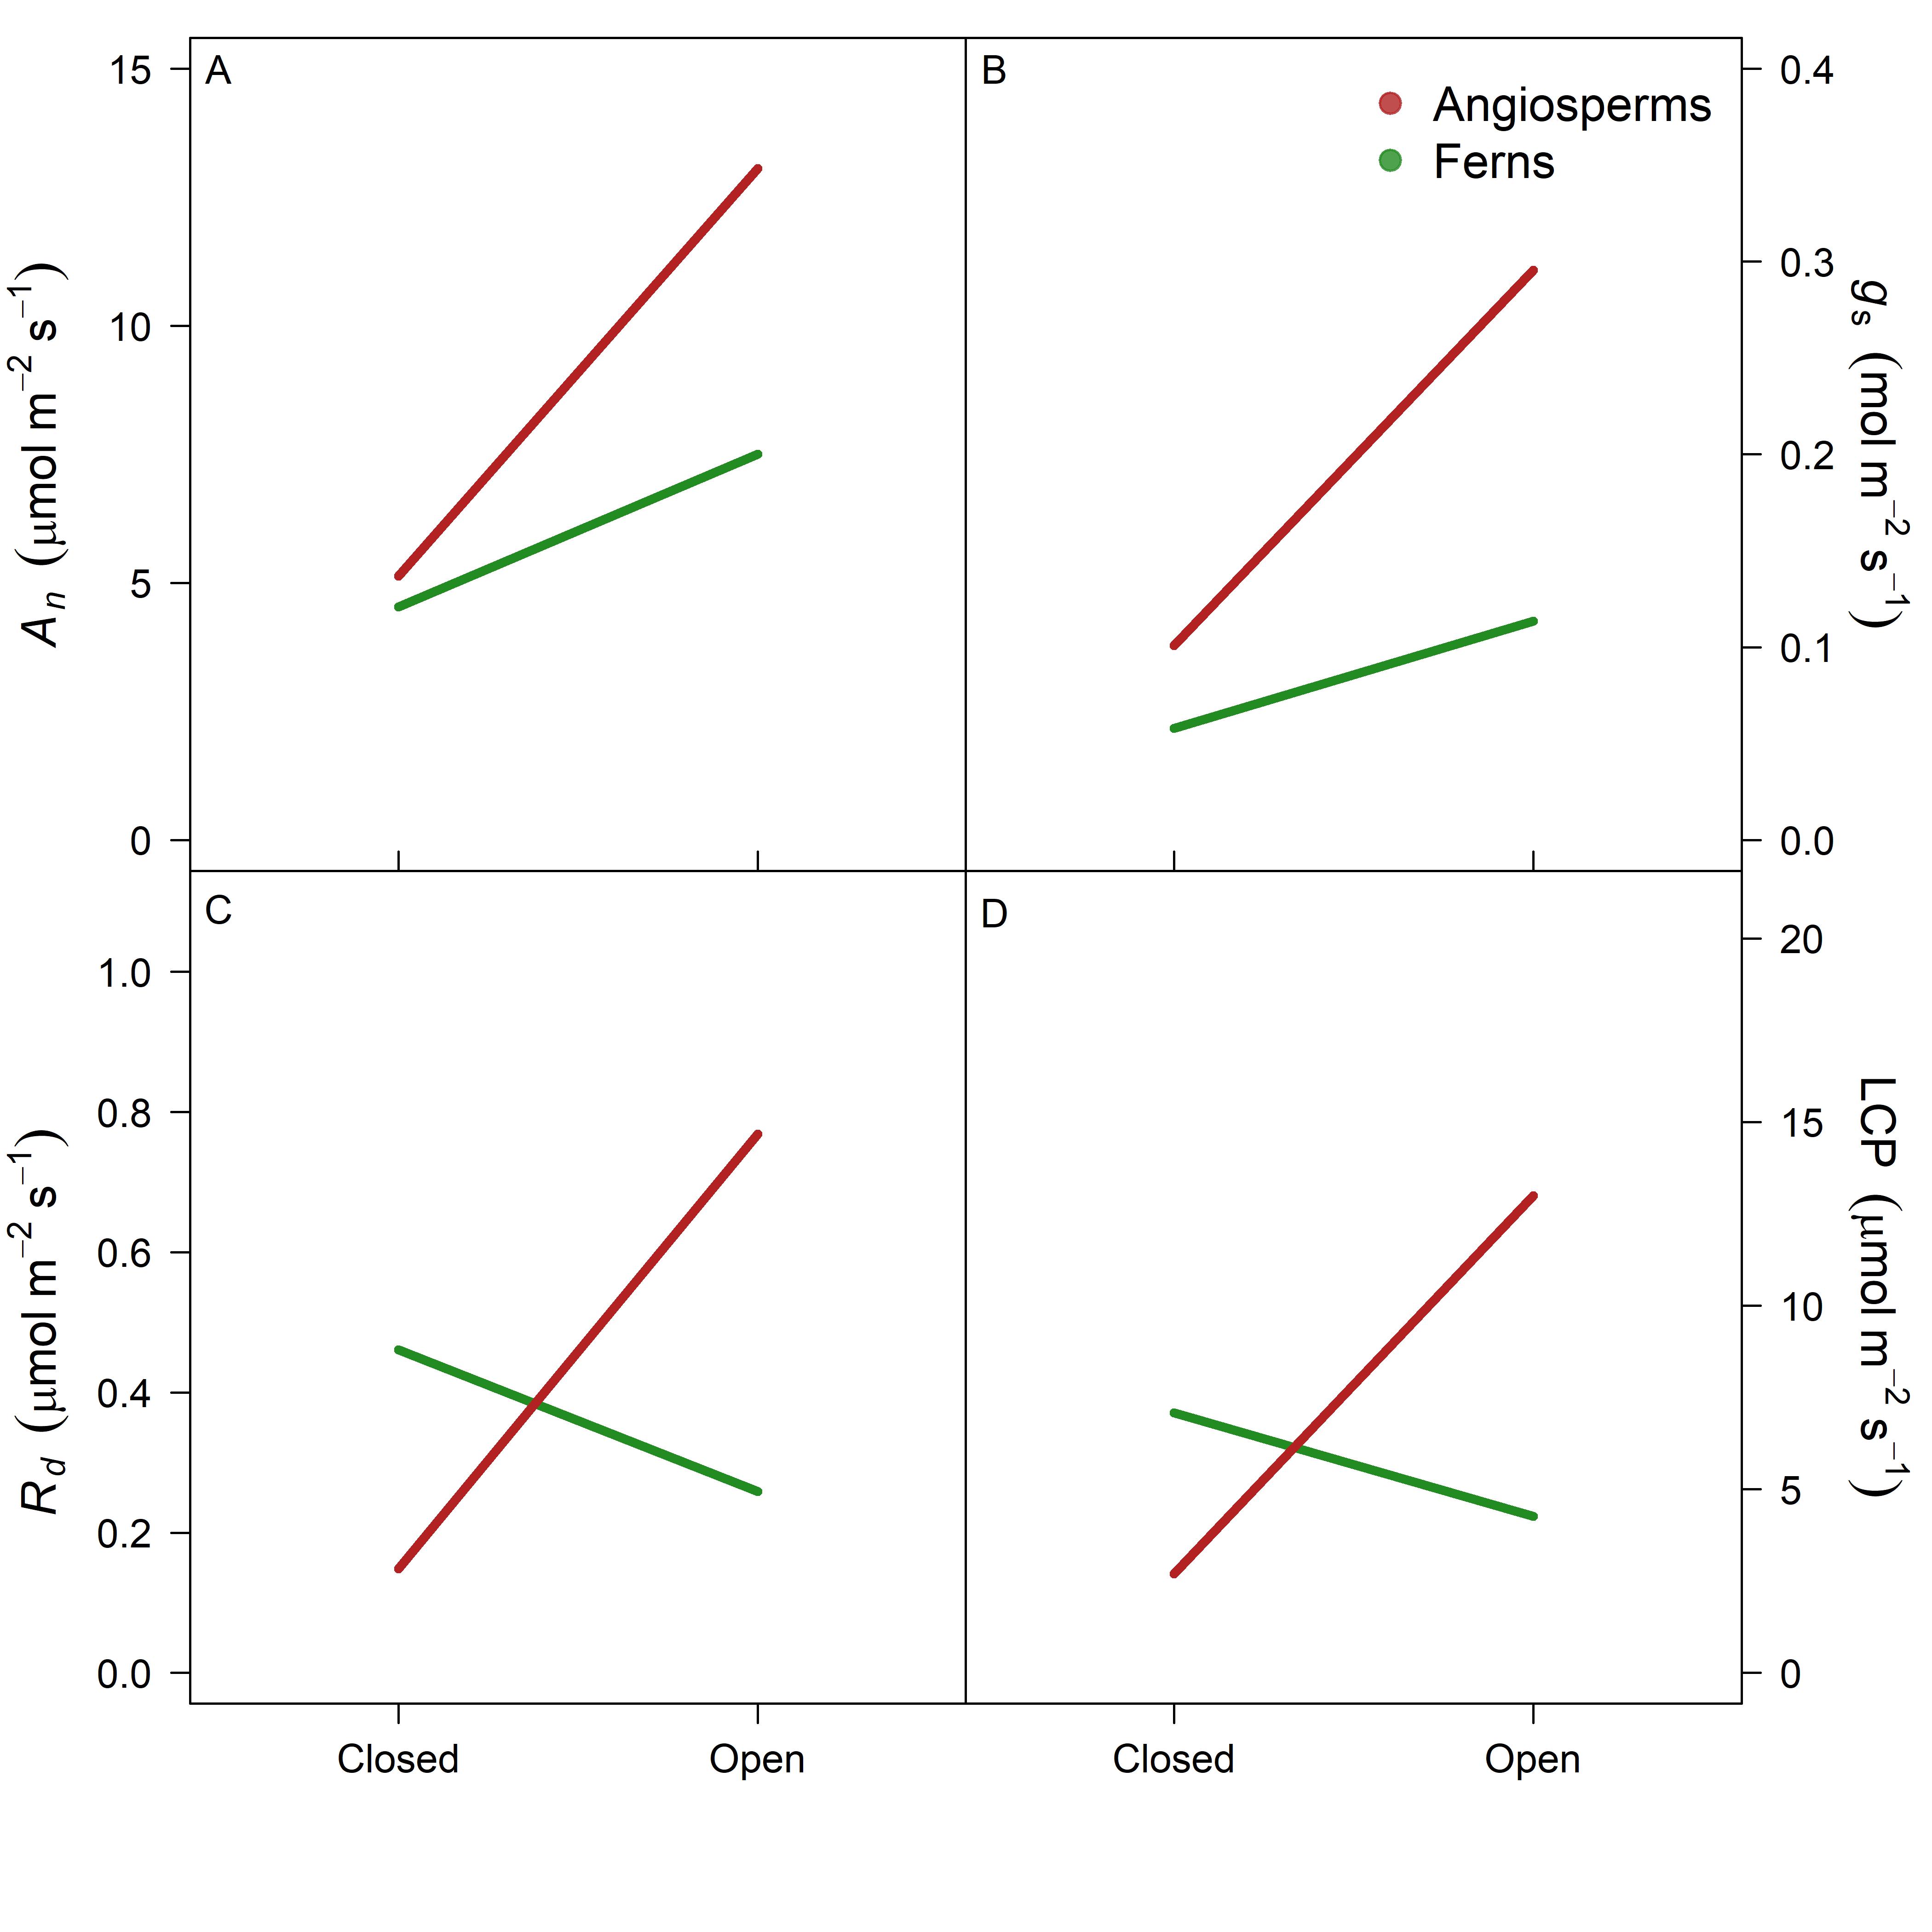 A
B
Angiosperms
Ferns
15
10
5
0
An (μmol m−2 s−1)
0.4
0.3
0.2
0.1
0.0
gs (mol m−2 s−1)
C
D
1.0
0.8
0.6
0.4
0.2
0.0
Rd (μmol m−2 s−1)
20
15
10
5
0
LCP (μmol m−2 s−1)
Closed
Open
Closed
Open